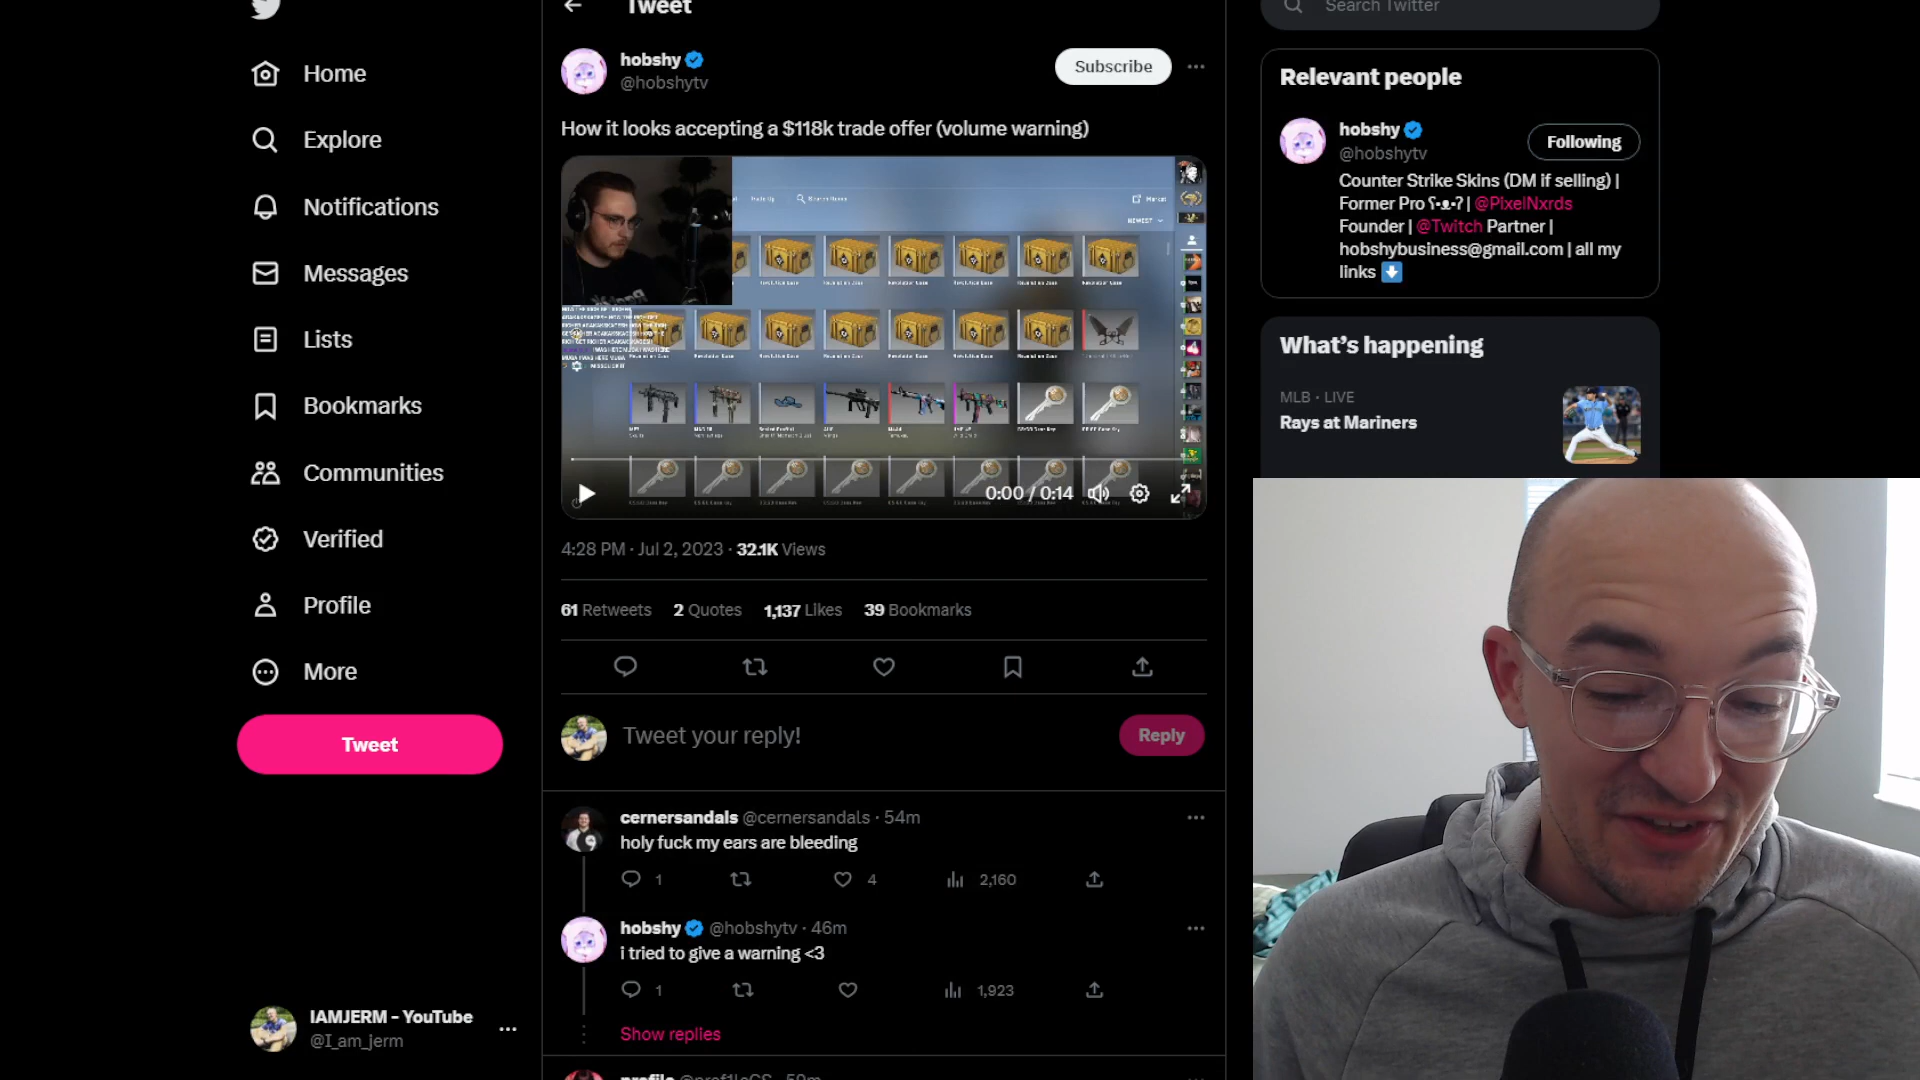 Home
Explore
Notifications
Messages
Lists
Bookmarks
Communities
Verified
Profile
More
Tweet
IAMJERM - YouTube
@I_am_jerm
Tweet
hobshy
@hobshytv
Subscribe
How it looks accepting a $118k trade offer (volume warning)
Market
NEWEST
0:00 / 0:14
4:28 PM · Jul 2, 2023 · 32.1K Views
61 Retweets 2 Quotes 1,137 Likes 39 Bookmarks
Tweet your reply!
Reply
cernersandals @cernersandals · 54m
holy fuck my ears are bleeding
1 4 2,160
hobshy @hobshytv · 46m
i tried to give a warning <3
1 1,923
Show replies
Search Twitter
Relevant people
hobshy
@hobshytv
Following
Counter Strike Skins (DM if selling) |
Former Pro ʕ•ᴥ•ʔ | @PixelNxrds
Founder | @Twitch Partner |
hobshybusiness@gmail.com | all my
links
What's happening
MLB · LIVE
Rays at Mariners